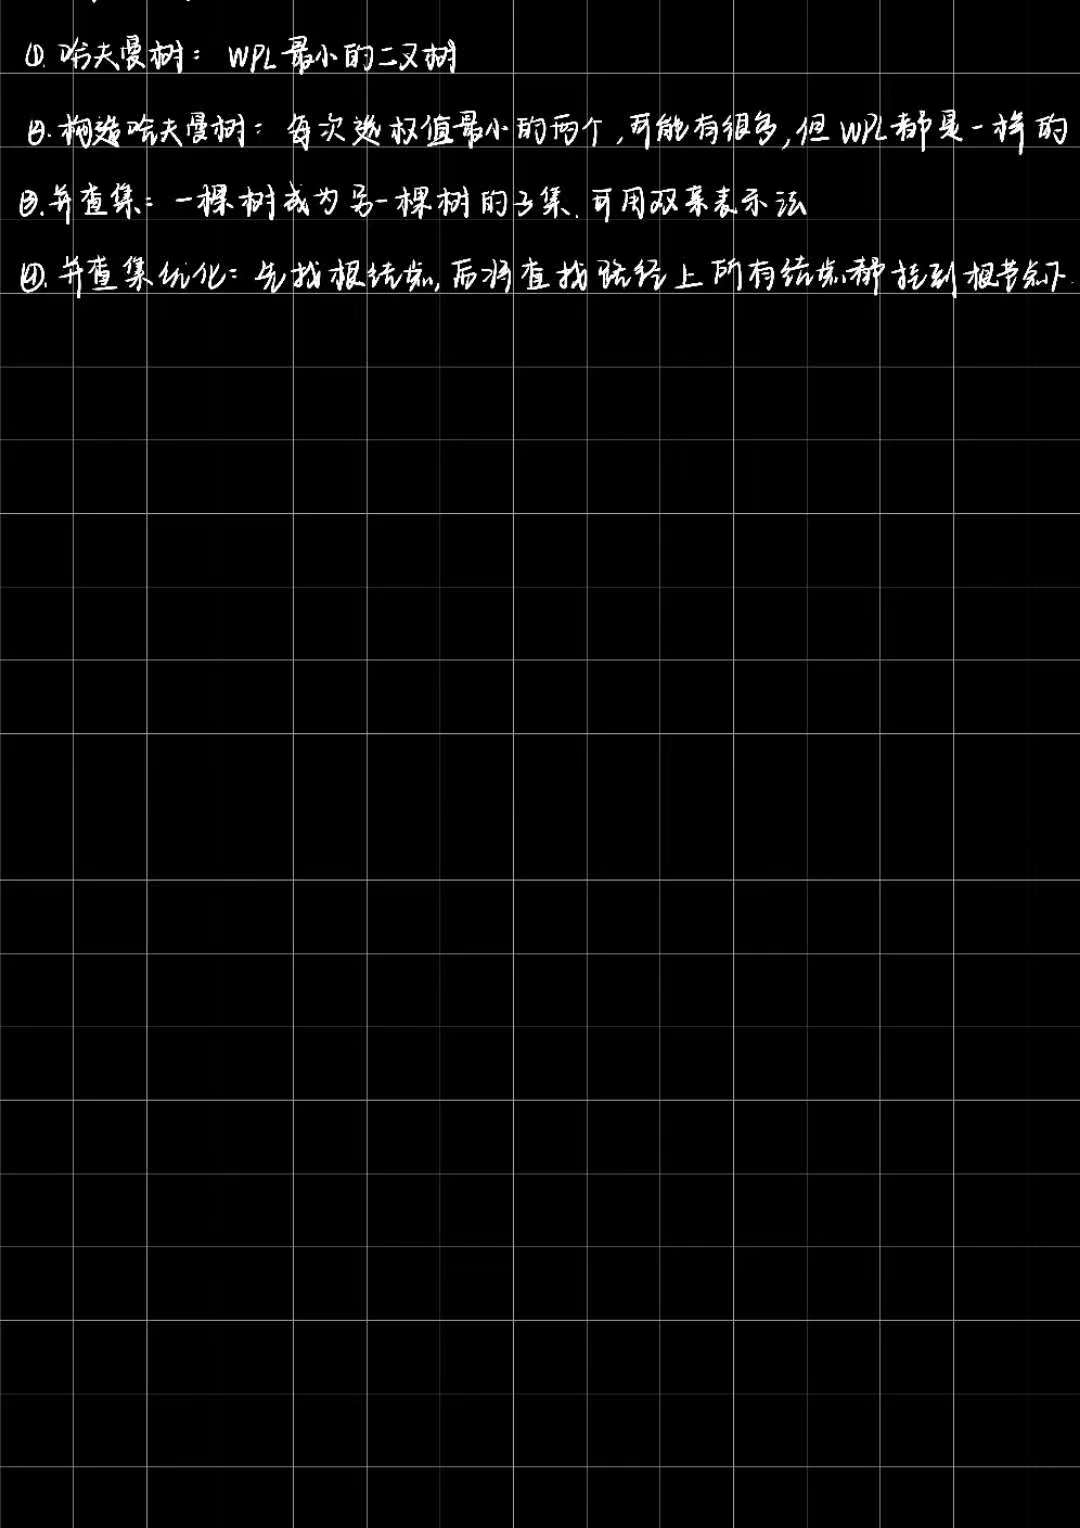 ①. 哈夫曼树：WPL最小的二叉树
②. 构造哈夫曼树：每次选权值最小的两个，可能有很多，但WPL都是一样的
③. 并查集：一棵树成为另一棵树的子集. 可用双亲表示法
④. 并查集优化：先找根结点，而将查找路径上所有结点都挂到根节点下.